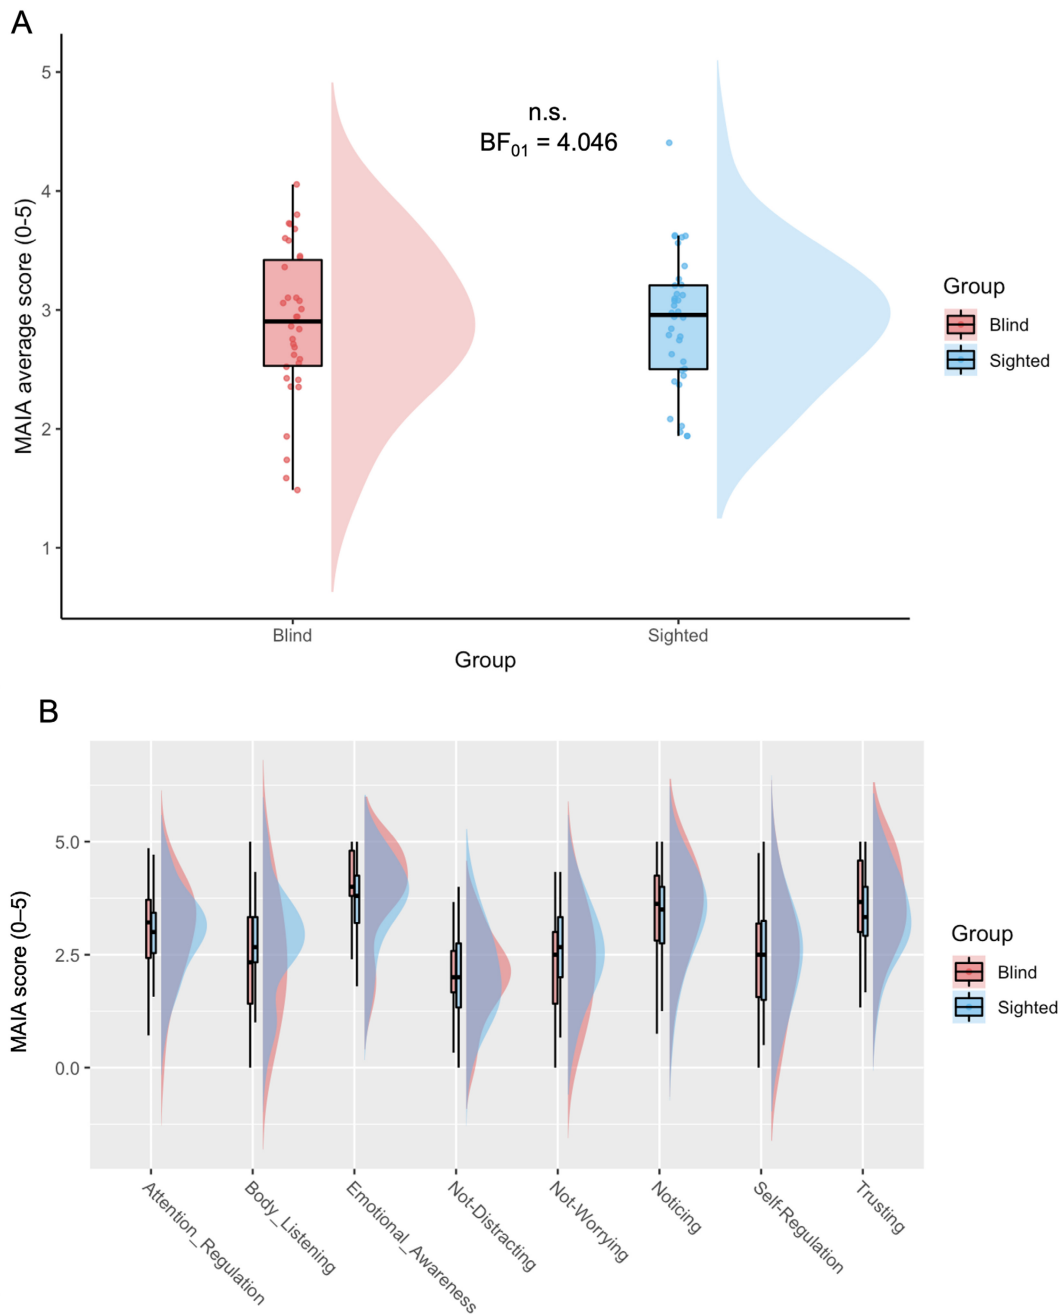 A
MAIA average score (0-5)
5
4
3
2
1
n.s.
BF₀₁ = 4.046
Blind
Sighted
Group
Group
Blind
Sighted
B
MAIA score (0–5)
5.0
2.5
0.0
Attention_Regulation
Body_Listening
Emotional_Awareness
Not-Distracting
Not-Worrying
Noticing
Self-Regulation
Trusting
Group
Blind
Sighted